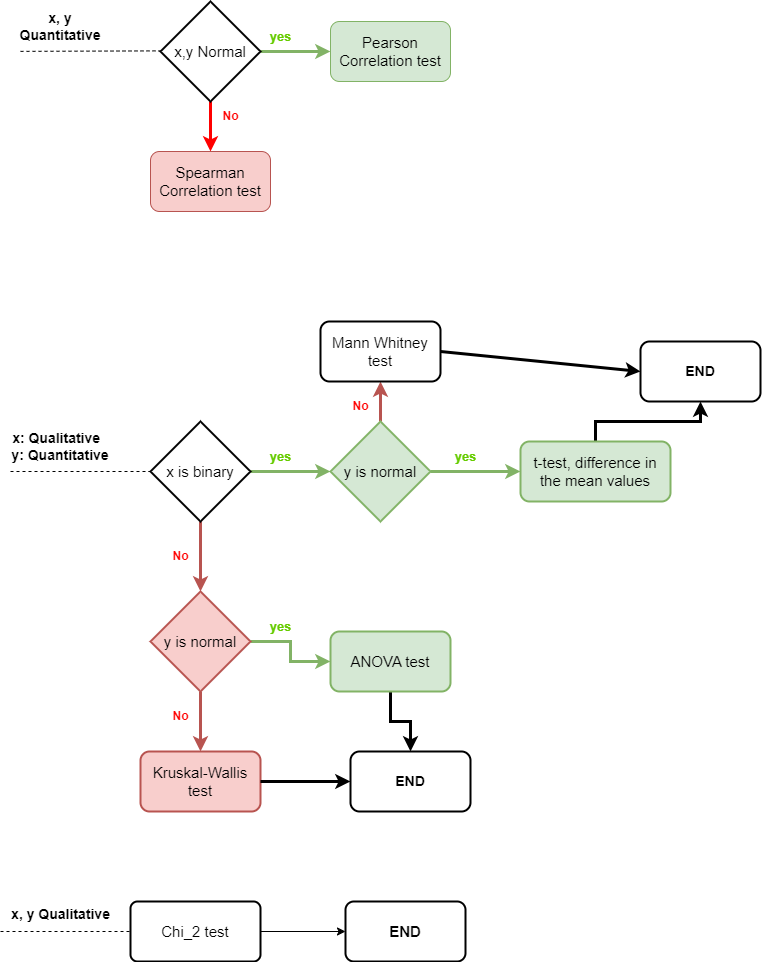 x, y
Quantitative
x,y Normal
yes
Pearson
Correlation test
No
Spearman
Correlation test
Mann Whitney
test
END
No
x: Qualitative
y: Quantitative
x is binary
yes
y is normal
yes
t-test, difference in
the mean values
No
y is normal
yes
ANOVA test
No
Kruskal-Wallis
test
END
x, y Qualitative
Chi_2 test
END